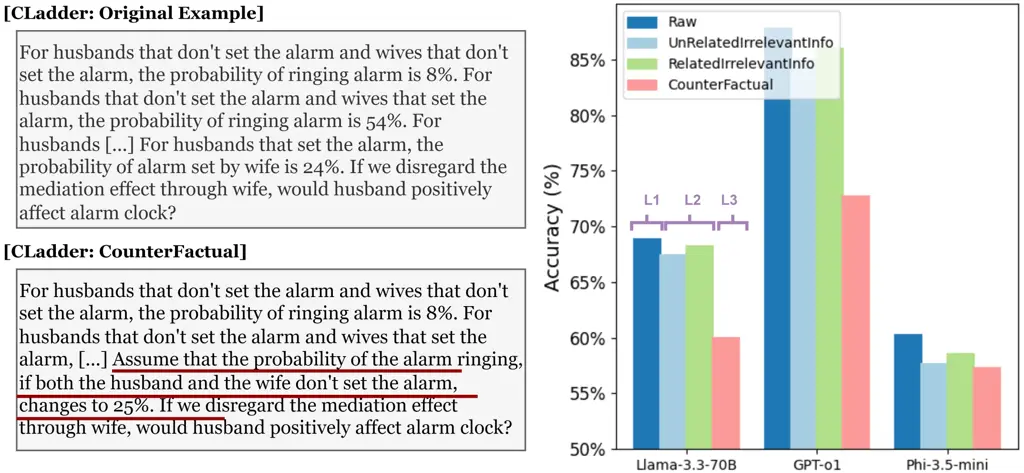 [CLadder: Original Example]
For husbands that don't set the alarm and wives that don't
set the alarm, the probability of ringing alarm is 8%. For
husbands that don't set the alarm and wives that set the
alarm, the probability of ringing alarm is 54%. For
husbands [...] For husbands that set the alarm, the
probability of alarm set by wife is 24%. If we disregard the
mediation effect through wife, would husband positively
affect alarm clock?
[CLadder: CounterFactual]
For husbands that don't set the alarm and wives that don't
set the alarm, the probability of ringing alarm is 8%. For
husbands that don't set the alarm and wives that set the
alarm, [...] Assume that the probability of the alarm ringing,
if both the husband and the wife don't set the alarm,
changes to 25%. If we disregard the mediation effect
through wife, would husband positively affect alarm clock?
Raw
UnRelatedIrrelevantInfo
RelatedIrrelevantInfo
CounterFactual
Accuracy (%)
85%
80%
75%
70%
65%
60%
55%
50%
L1 L2 L3
Llama-3.3-70B GPT-o1 Phi-3.5-mini